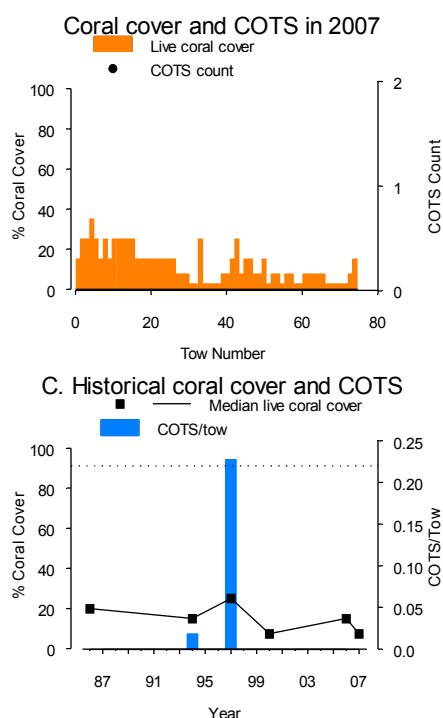 Coral cover and COTS in 2007
Live coral cover
COTS count
100
80
60
40
20
0
% Coral Cover
2
1
0
COTS Count
0 20 40 60 80
Tow Number
C. Historical coral cover and COTS
Median live coral cover
COTS/tow
100
80
60
40
20
0
% Coral Cover
0.25
0.20
0.15
0.10
0.05
0.0
COTS/Tow
87 91 95 99 03 07
Year